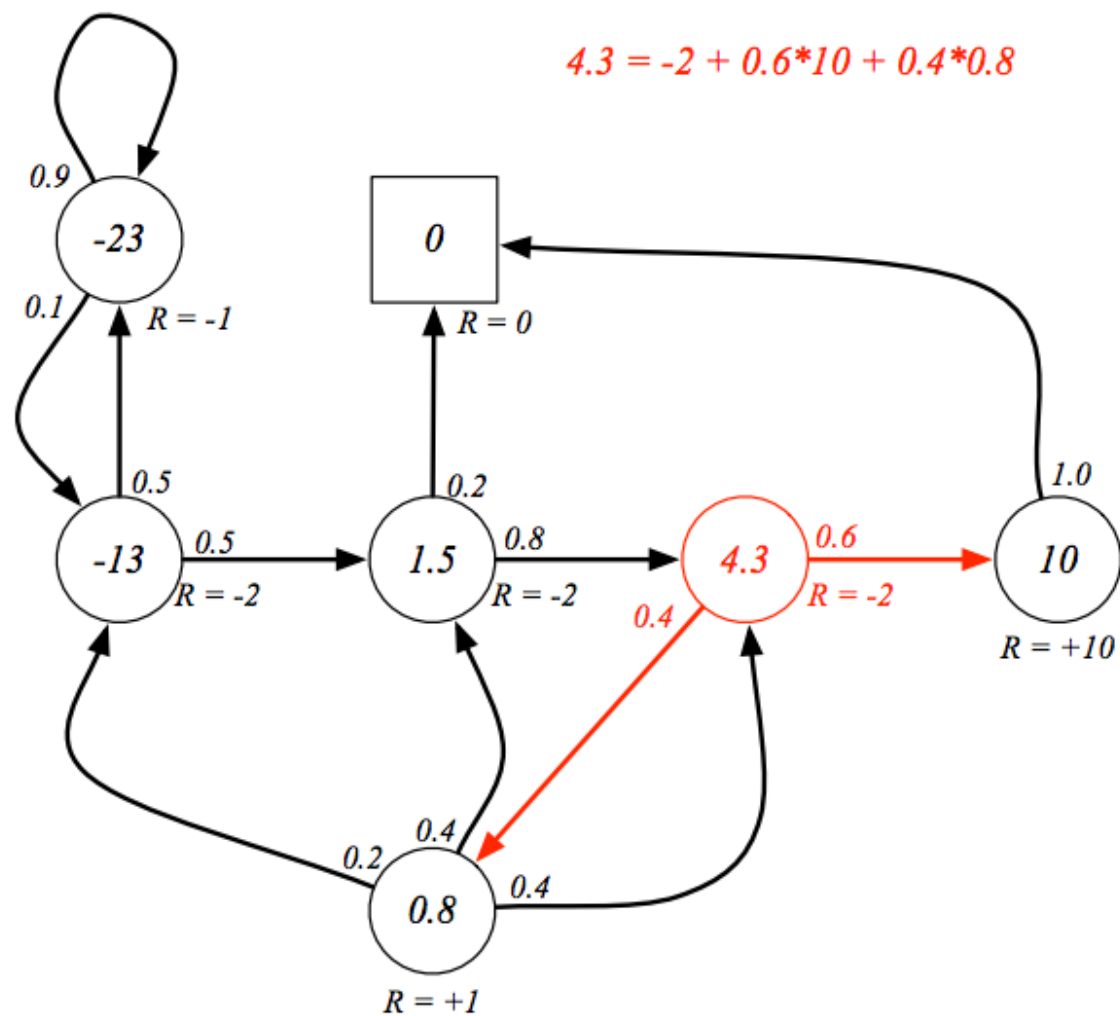 4.3 = -2 + 0.6*10 + 0.4*0.8
0.9
-23
0
0.1
R = -1
R = 0
0.5
0.2
1.0
-13
0.5
1.5
0.8
4.3
0.6
10
R = -2
R = -2
0.4
R = -2
R = +10
0.4
0.2
0.8
0.4
R = +1